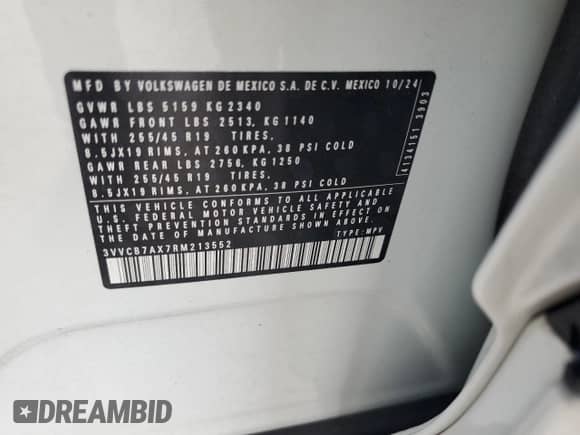 MFD BY VOLKSWAGEN DE MEXICO S.A. DE C.V. MEXICO 10/24
GVWR LBS 5159 KG 2340
GAWR FRONT LBS 2513, KG 1140
WITH 255/45 R19 TIRES.
8.5JX19 RIMS, AT 260 KPA, 38 PSI COLD
GAWR REAR LBS 2756, KG 1250
WITH 255/45 R19 TIRES.
8.5JX19 RIMS, AT 260 KPA, 38 PSI COLD
THIS VEHICLE CONFORMS TO ALL APPLICABLE
U.S. FEDERAL MOTOR VEHICLE SAFETY AND
THEFT PREVENTION STANDARDS IN EFFECT ON
THE DATE OF MANUFACTURE SHOWN ABOVE.
3VVCB7AX7RM213552 TYPE: MPV
4134151 3903
DREAMBID